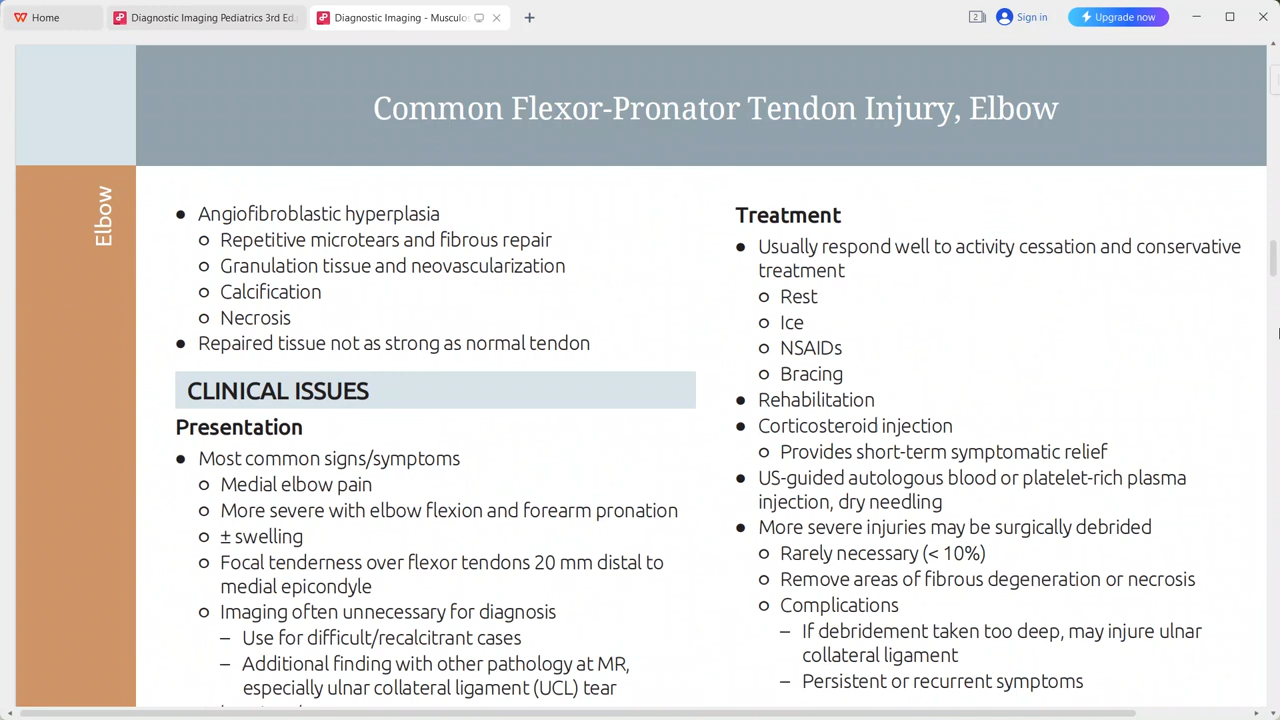 Home
Diagnostic Imaging Pediatrics 3rd Ed.
Diagnostic Imaging - Musculos
2
Sign in
Upgrade now
Common Flexor-Pronator Tendon Injury, Elbow
Elbow
● Angiofibroblastic hyperplasia
○ Repetitive microtears and fibrous repair
○ Granulation tissue and neovascularization
○ Calcification
○ Necrosis
● Repaired tissue not as strong as normal tendon
CLINICAL ISSUES
Presentation
● Most common signs/symptoms
○ Medial elbow pain
○ More severe with elbow flexion and forearm pronation
○ ± swelling
○ Focal tenderness over flexor tendons 20 mm distal to
medial epicondyle
○ Imaging often unnecessary for diagnosis
– Use for difficult/recalcitrant cases
– Additional finding with other pathology at MR,
especially ulnar collateral ligament (UCL) tear
Treatment
● Usually respond well to activity cessation and conservative
treatment
○ Rest
○ Ice
○ NSAIDs
○ Bracing
● Rehabilitation
● Corticosteroid injection
○ Provides short-term symptomatic relief
● US-guided autologous blood or platelet-rich plasma
injection, dry needling
● More severe injuries may be surgically debrided
○ Rarely necessary (< 10%)
○ Remove areas of fibrous degeneration or necrosis
○ Complications
– If debridement taken too deep, may injure ulnar
collateral ligament
– Persistent or recurrent symptoms